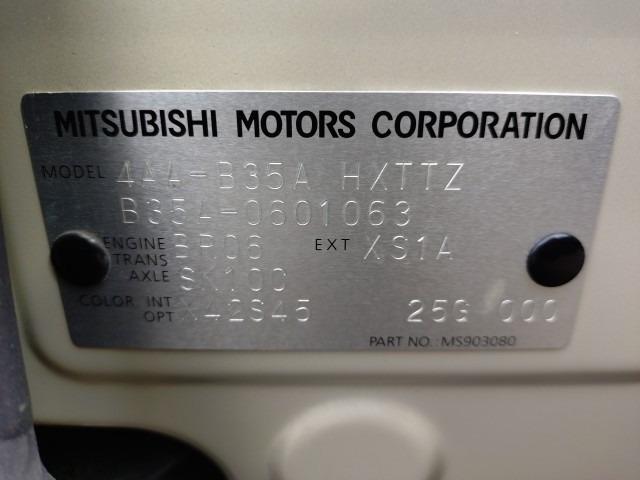 MITSUBISHI MOTORS CORPORATION
MODEL 4AA-B35A HXTTZ
B35A-0601063
ENGINE BR06 EXT XS1A
TRANS
AXLE SK100
COLOR INT
OPT X42S45 25G 000
PART NO.: MS903080